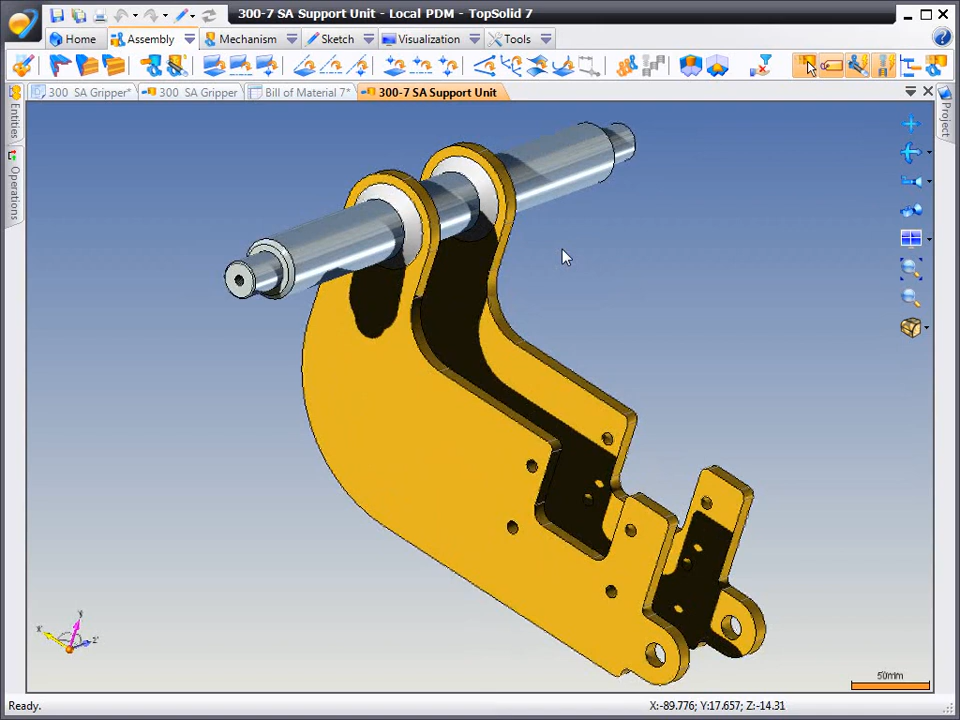 300-7 SA Support Unit - Local PDM - TopSolid 7
Home Assembly Mechanism Sketch Visualization Tools
300 SA Gripper* 300 SA Gripper Bill of Material 7* 300-7 SA Support Unit
Entities
Operations
Project
x
y
z
50mm
Ready. X:-89.776; Y:17.657; Z:-14.31